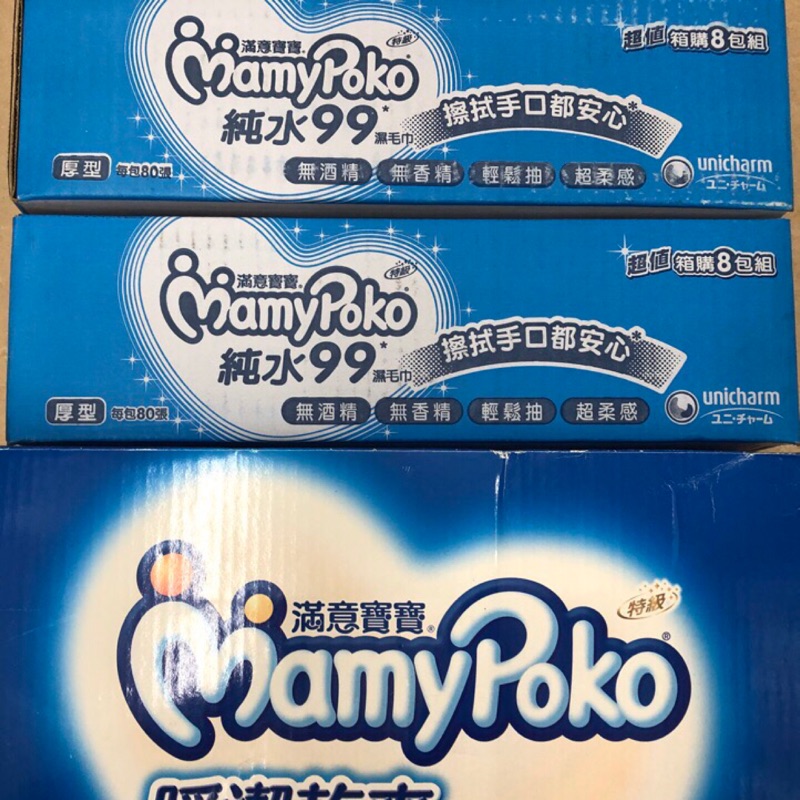 滿意寶寶® 特級 超值 箱購8包組
MamyPoko®
純水99* 濕毛巾 擦拭手口都安心*
厚型 每包80張 無酒精 無香精 輕鬆抽 超柔感 unicharm
ユニ・チャーム
滿意寶寶® 特級 超值 箱購8包組
MamyPoko®
純水99* 濕毛巾 擦拭手口都安心*
厚型 每包80張 無酒精 無香精 輕鬆抽 超柔感 unicharm
ユニ・チャーム
滿意寶寶® 特級
MamyPoko®